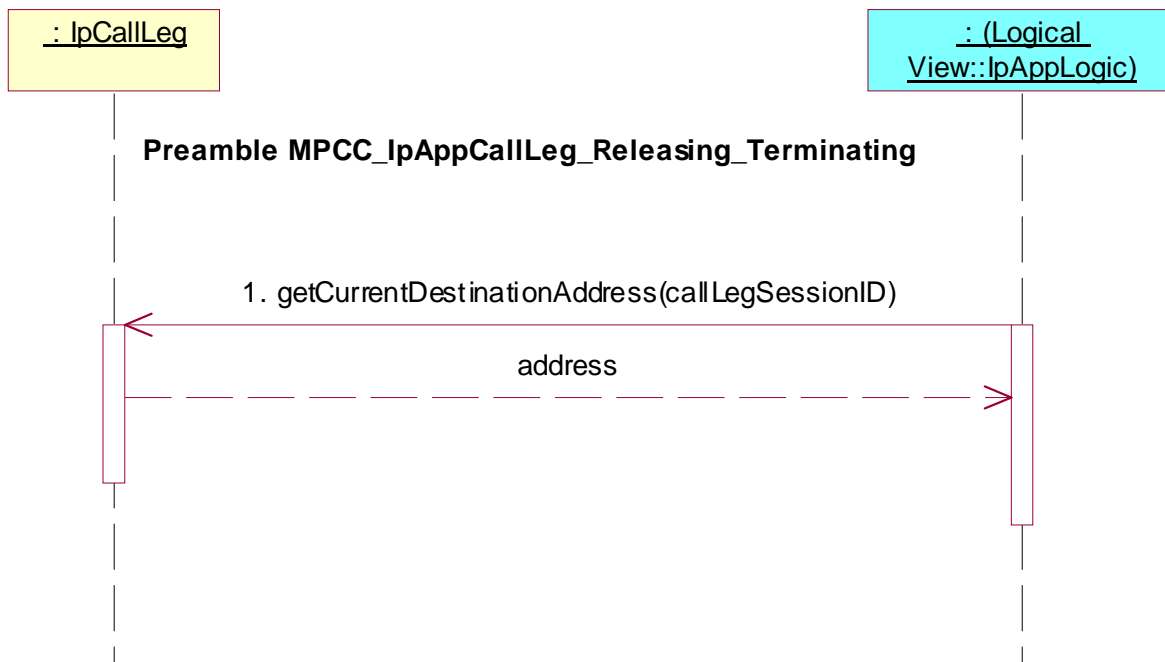 : IpCallLeg
: (Logical
View::IpAppLogic)
Preamble MPCC_IpAppCallLeg_Releasing_Terminating
1. getCurrentDestinationAddress(callLegSessionID)
address